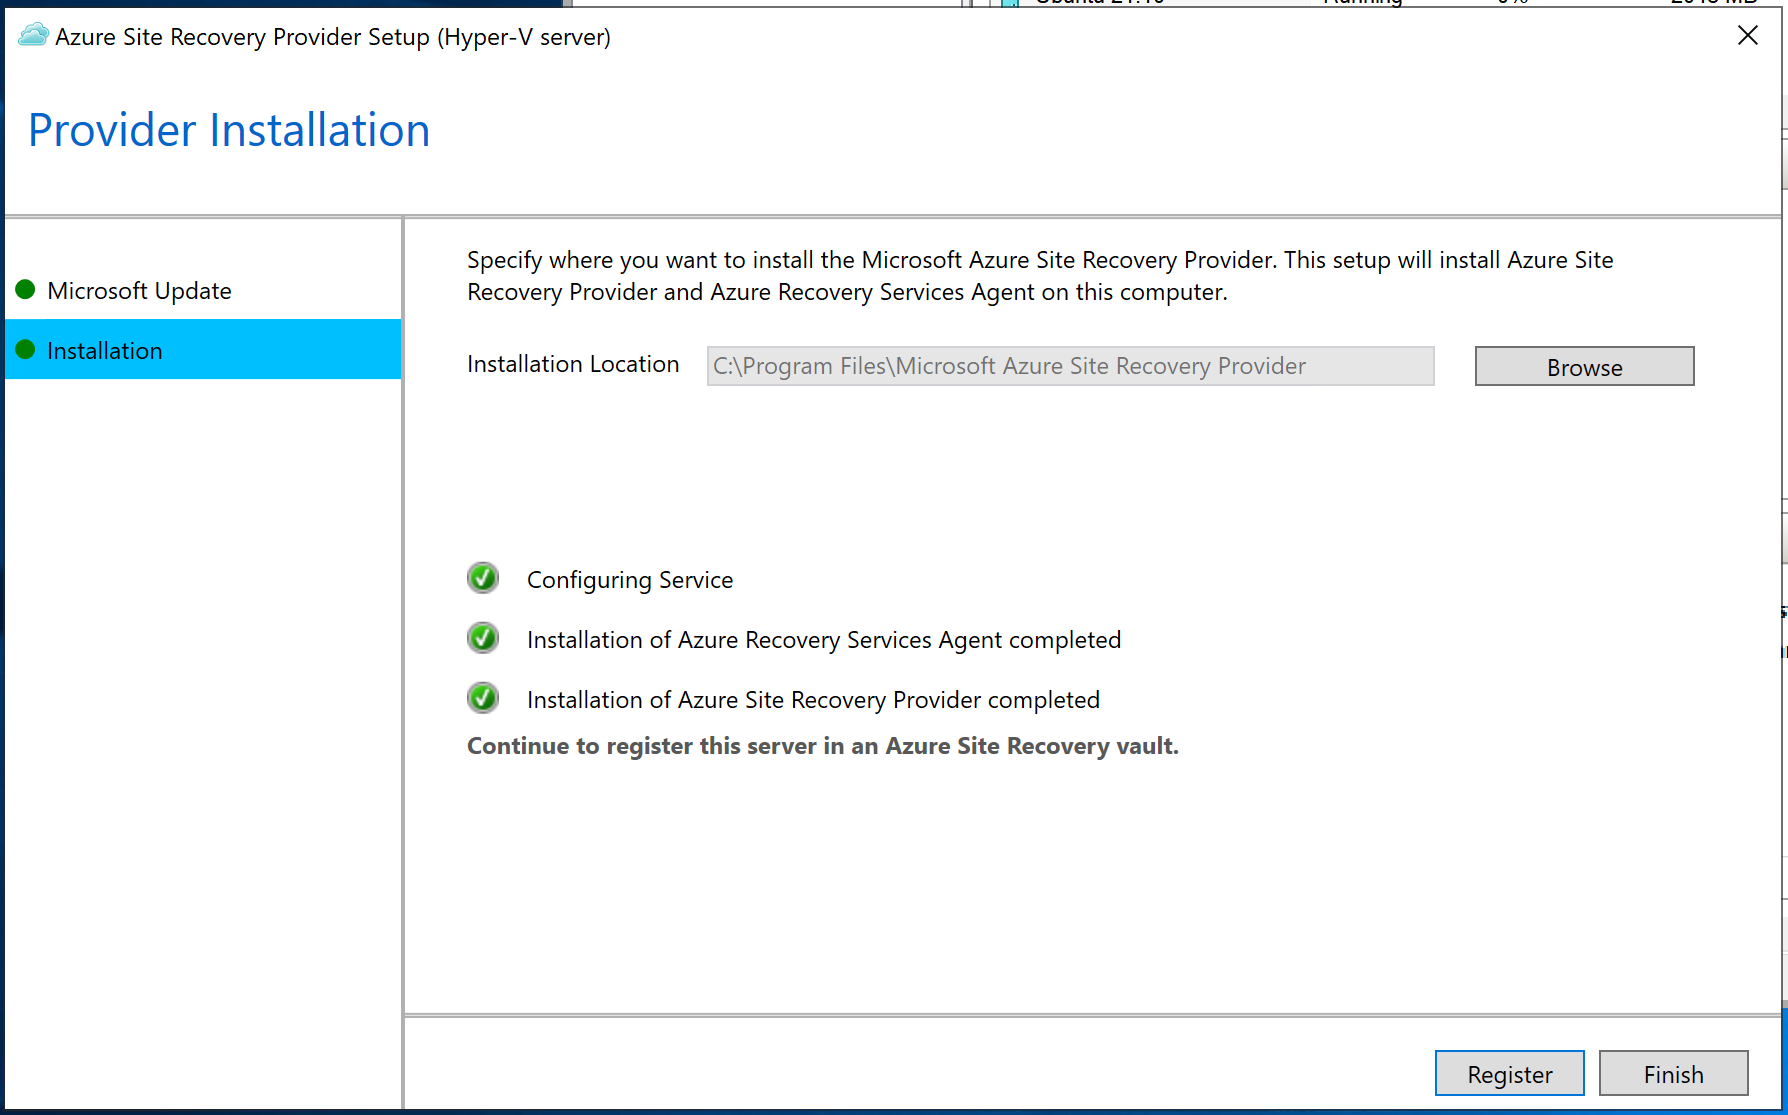 Azure Site Recovery Provider Setup (Hyper-V server)
Provider Installation
Microsoft Update
Installation
Specify where you want to install the Microsoft Azure Site Recovery Provider. This setup will install Azure Site
Recovery Provider and Azure Recovery Services Agent on this computer.
Installation Location
C:\Program Files\Microsoft Azure Site Recovery Provider
Browse
Configuring Service
Installation of Azure Recovery Services Agent completed
Installation of Azure Site Recovery Provider completed
Continue to register this server in an Azure Site Recovery vault.
Register
Finish